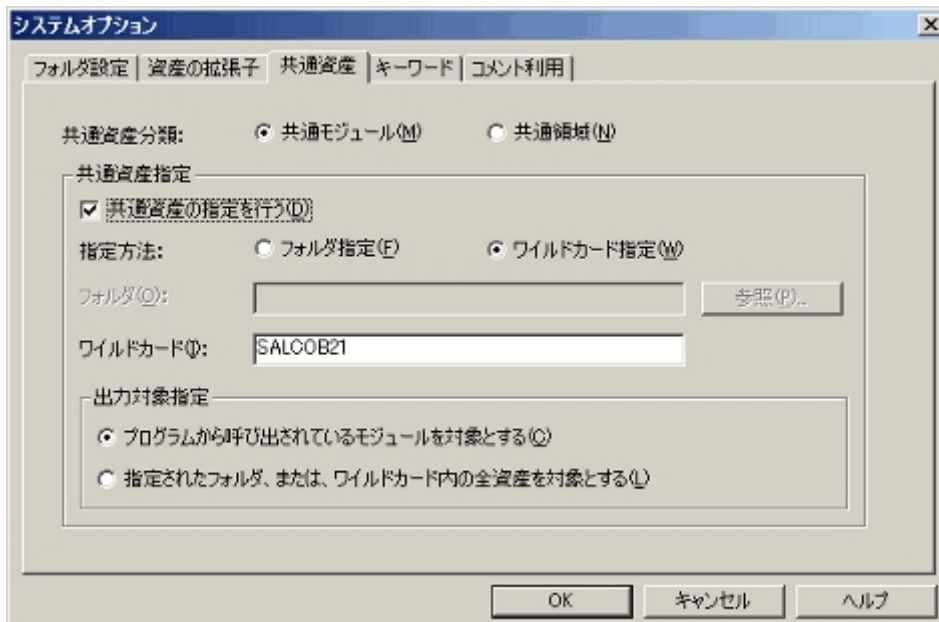 システムオプション
フォルダ設定 資産の拡張子 共通資産 キーワード コメント利用
共通資産分類: 共通モジュール(M) 共通領域(N)
共通資産指定
共通資産の指定を行う(D)
指定方法: フォルダ指定(F) ワイルドカード指定(W)
フォルダ(O): 参照(P)...
ワイルドカード(I): SALCOB21
出力対象指定
プログラムから呼び出されているモジュールを対象とする(C)
指定されたフォルダ、または、ワイルドカード内の全資産を対象とする(L)
OK キャンセル ヘルプ